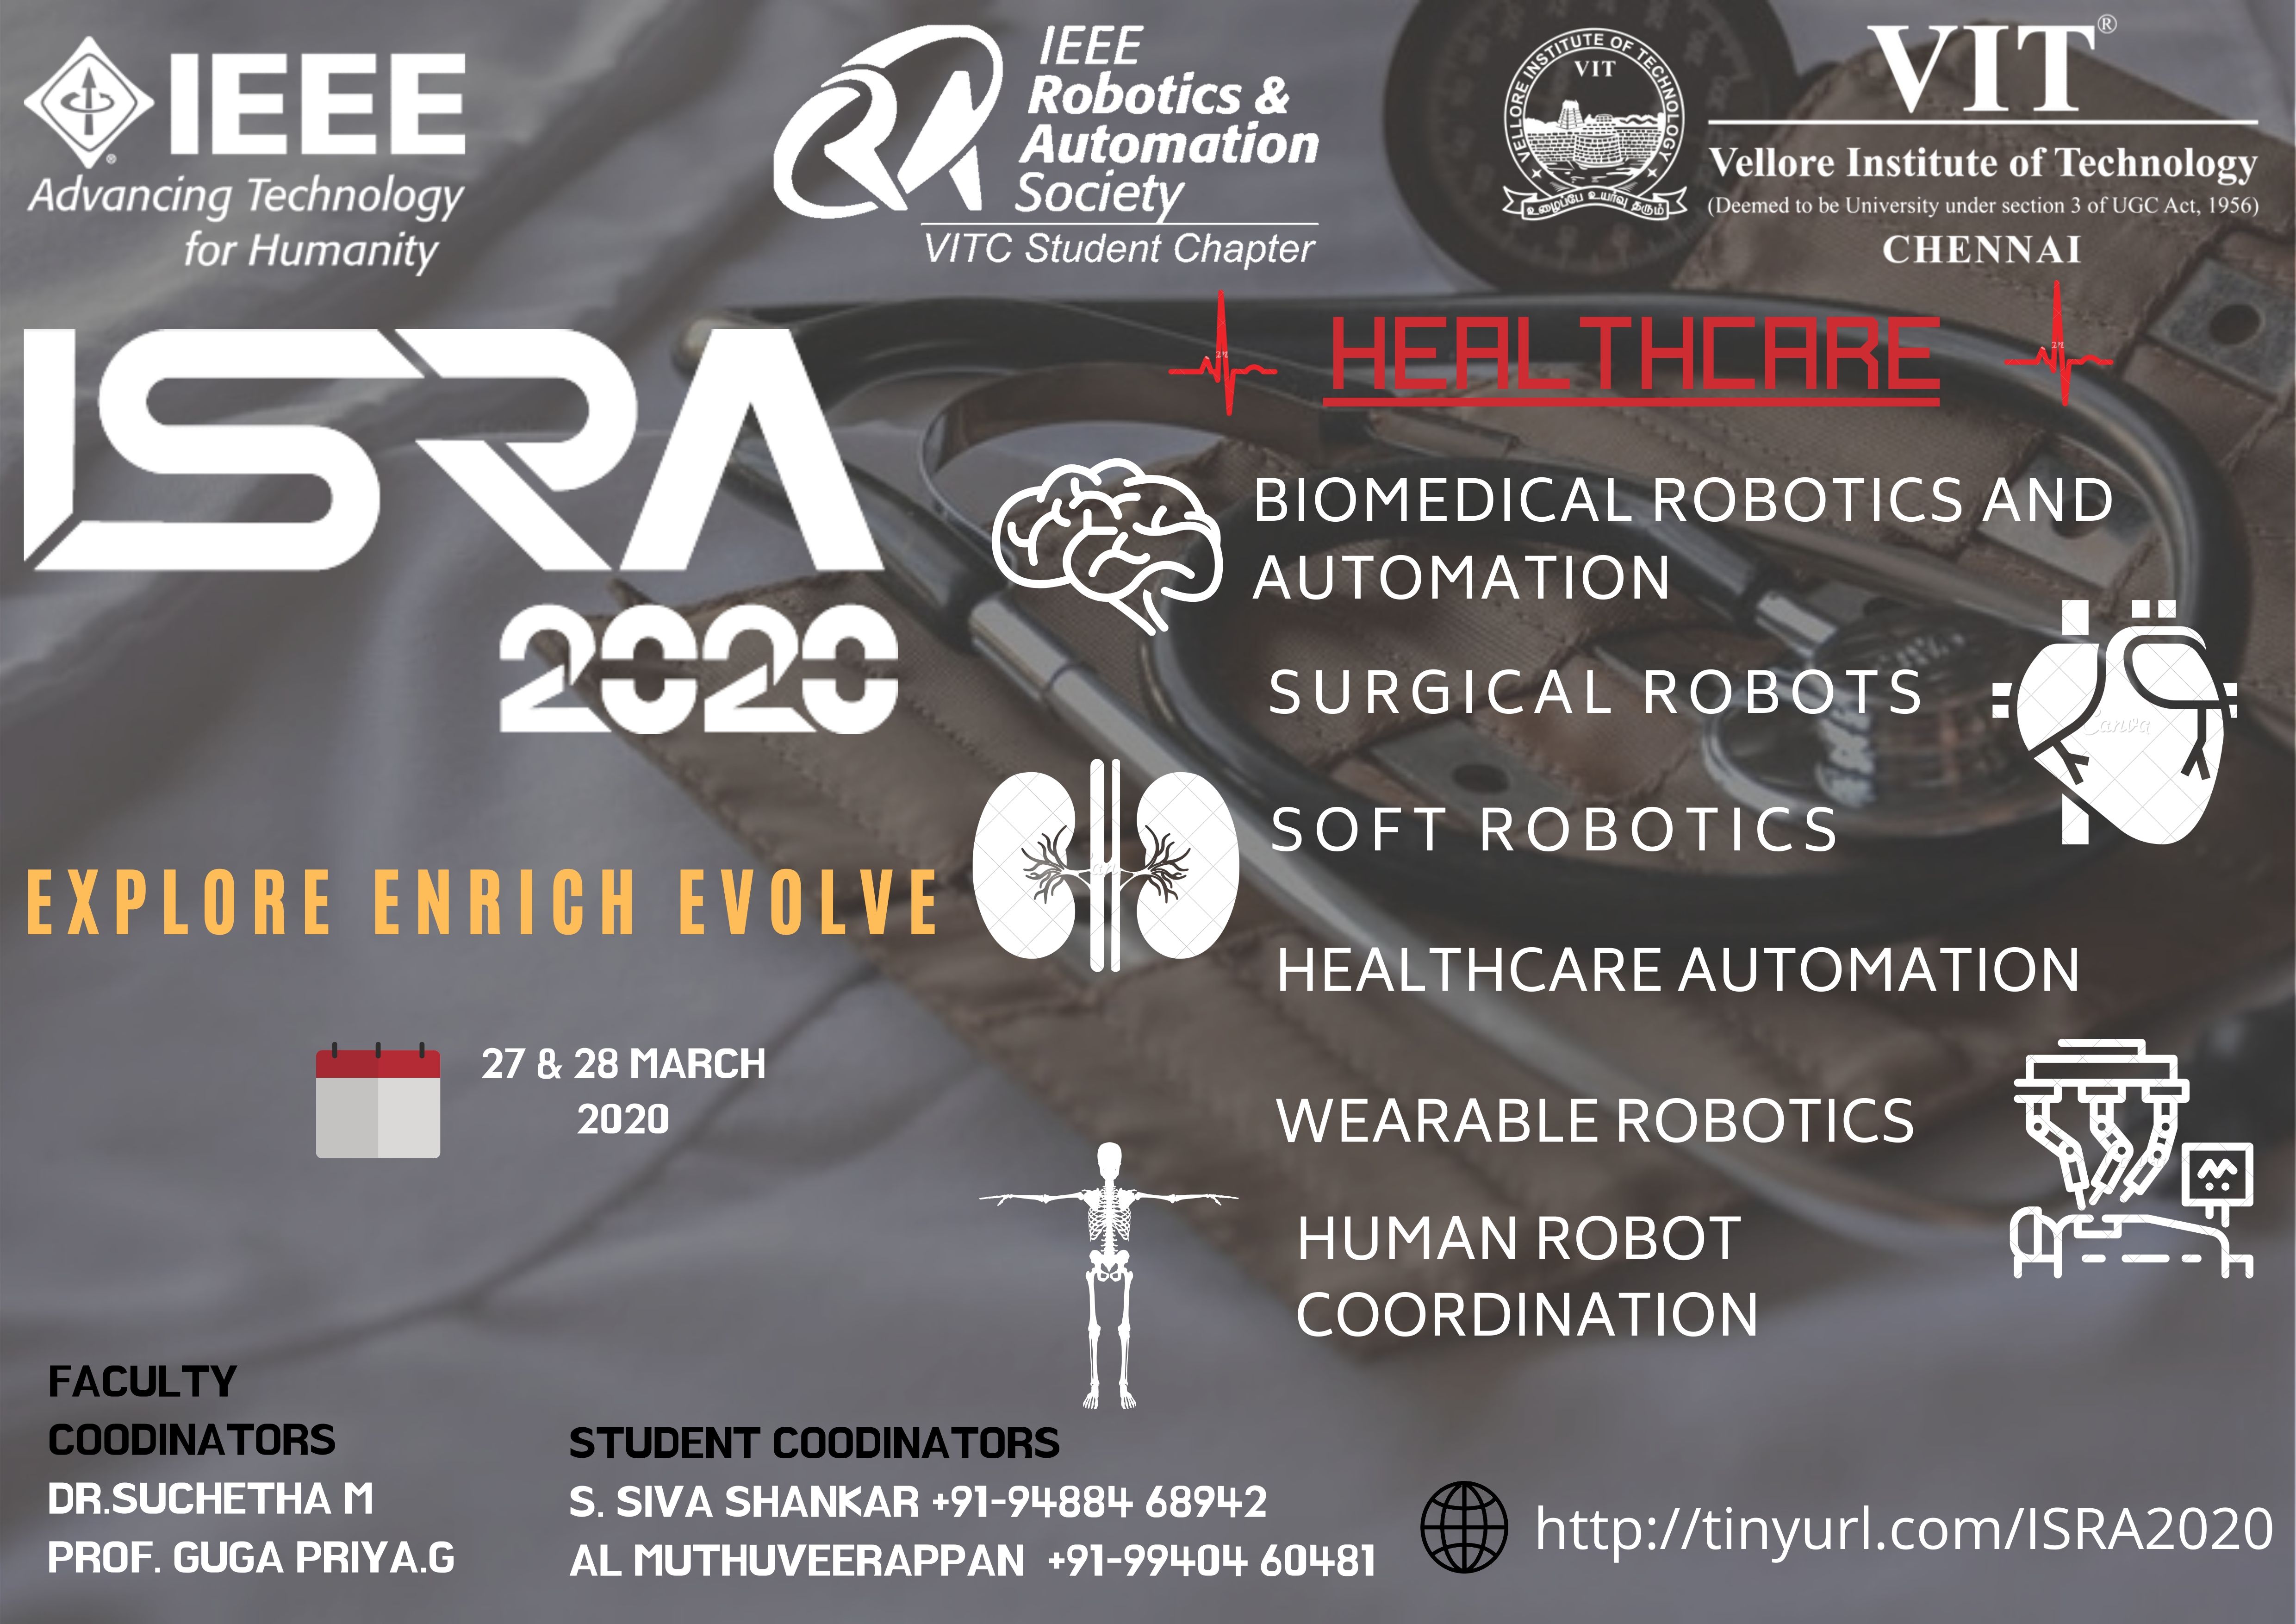 IEEE
Advancing Technology
for Humanity
IEEE
Robotics &
Automation
Society
VITC Student Chapter
VELLORE INSTITUTE OF TECHNOLOGY
VIT
உழைப்பே உயர்வு தரும்
VIT®
Vellore Institute of Technology
(Deemed to be University under section 3 of UGC Act, 1956)
CHENNAI
ISRA
2020
EXPLORE ENRICH EVOLVE
27 & 28 MARCH
2020
HEALTHCARE
BIOMEDICAL ROBOTICS AND
AUTOMATION
SURGICAL ROBOTS
SOFT ROBOTICS
HEALTHCARE AUTOMATION
WEARABLE ROBOTICS
HUMAN ROBOT
COORDINATION
Canva
FACULTY
COODINATORS
DR.SUCHETHA M
PROF. GUGA PRIYA.G
STUDENT COODINATORS
S. SIVA SHANKAR +91-94884 68942
AL MUTHUVEERAPPAN +91-99404 60481
http://tinyurl.com/ISRA2020